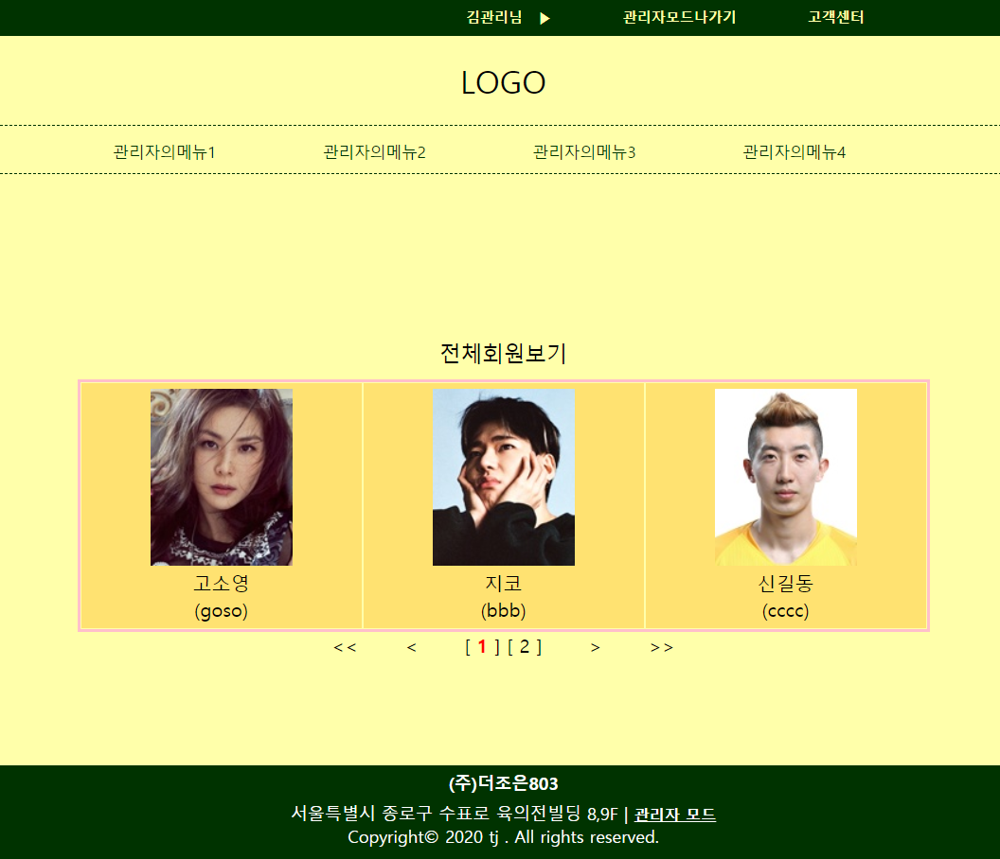 김관리님 ▶ 관리자모드나가기 고객센터
LOGO
관리자의메뉴1 관리자의메뉴2 관리자의메뉴3 관리자의메뉴4
전체회원보기
고소영 지코 신길동
(goso) (bbb) (cccc)
<< < [ 1 ] [ 2 ] > >>
(주)더조은803
서울특별시 종로구 수표로 육의전빌딩 8,9F | 관리자 모드
Copyright© 2020 tj . All rights reserved.